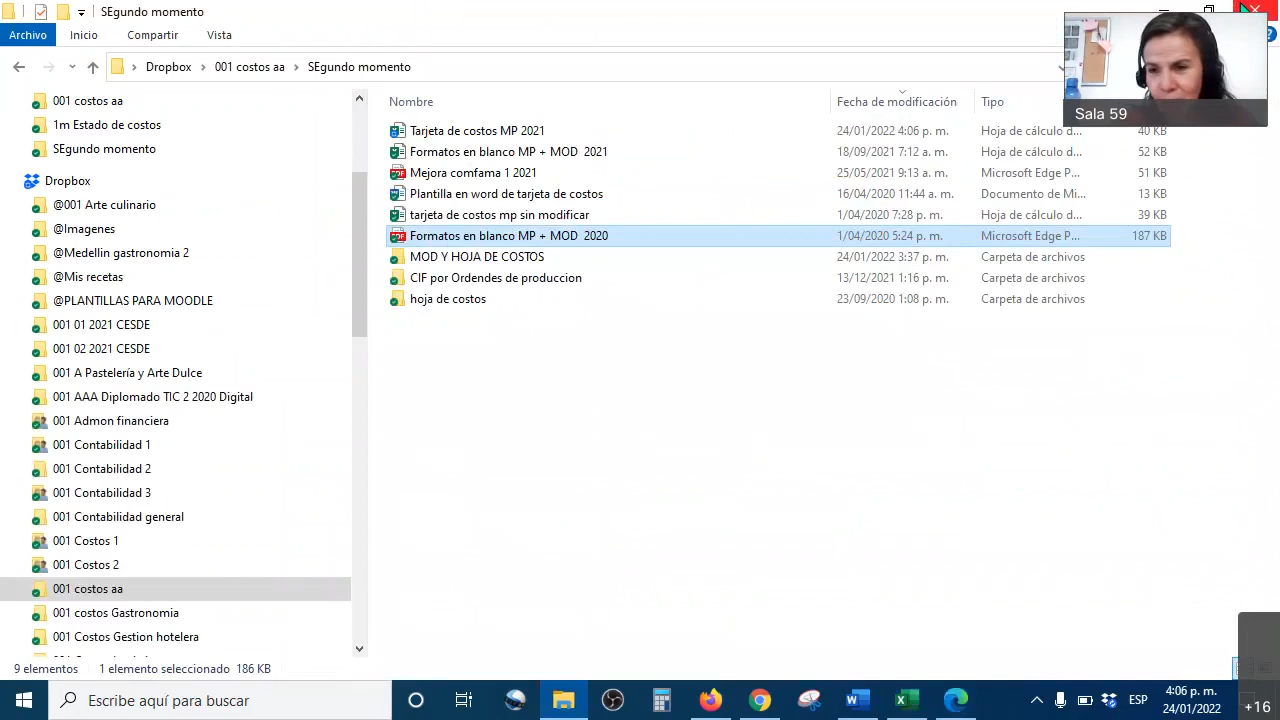 SEgundo momento
Archivo Inicio Compartir Vista
Dropbox 001 costos aa SEgundo momento
Sala 59
001 costos aa
1m Estado de costos
SEgundo momento
Dropbox
@001 Arte culinario
@Imagenes
@Medellin gastronomia 2
@Mis recetas
@PLANTILLAS PARA MOODLE
001 01 2021 CESDE
001 02 2021 CESDE
001 A Pastelería y Arte Dulce
001 AAA Diplomado TIC 2 2020 Digital
001 Admon financiera
001 Contabilidad 1
001 Contabilidad 2
001 Contabilidad 3
001 Contabilidad general
001 Costos 1
001 Costos 2
001 costos aa
001 costos Gastronomia
001 Costos Gestion hotelera
Nombre Fecha de modificación Tipo
Tarjeta de costos MP 2021 24/01/2022 4:06 p. m. Hoja de cálculo d... 40 KB
Formatos en blanco MP + MOD 2021 18/09/2021 7:12 a. m. Hoja de cálculo d... 52 KB
Mejora comfama 1 2021 25/05/2021 9:13 a. m. Microsoft Edge P... 51 KB
Plantilla en word de tarjeta de costos 16/04/2020 11:44 a. m. Documento de Mi... 13 KB
tarjeta de costos mp sin modificar 1/04/2020 7:28 p. m. Hoja de cálculo d... 39 KB
Formatos en blanco MP + MOD 2020 1/04/2020 5:24 p. m. Microsoft Edge P... 187 KB
MOD Y HOJA DE COSTOS 24/01/2022 3:37 p. m. Carpeta de archivos
CIF por Ordendes de produccion 13/12/2021 1:16 p. m. Carpeta de archivos
hoja de costos 23/09/2020 1:08 p. m. Carpeta de archivos
9 elementos 1 elemento seleccionado 186 KB
Escribe aquí para buscar
ESP
4:06 p. m.
24/01/2022
+16